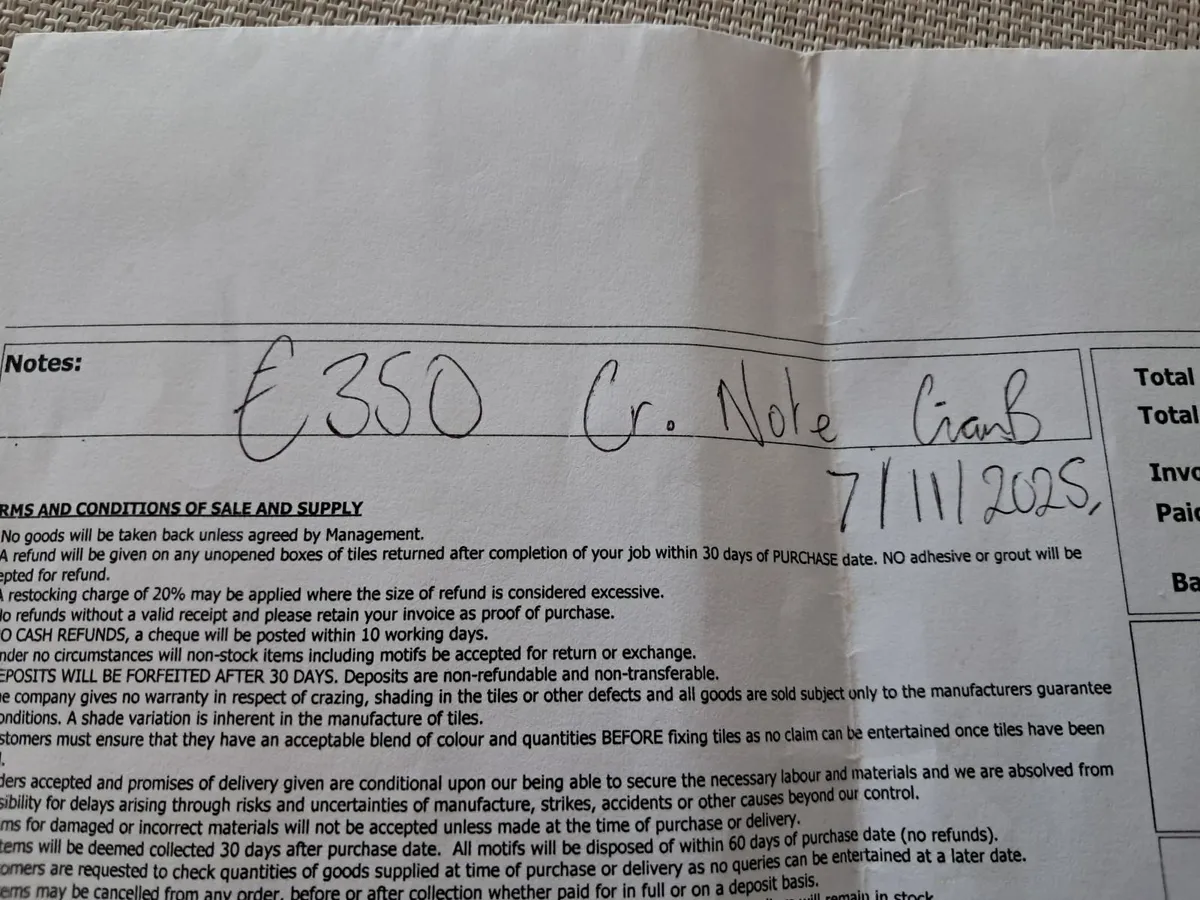 Notes: €350 Cr. Note CianB
7/11/2025,
Total
Total
Invo
Paid
Ba
RMS AND CONDITIONS OF SALE AND SUPPLY
No goods will be taken back unless agreed by Management.
A refund will be given on any unopened boxes of tiles returned after completion of your job within 30 days of PURCHASE date. NO adhesive or grout will be
epted for refund.
A restocking charge of 20% may be applied where the size of refund is considered excessive.
lo refunds without a valid receipt and please retain your invoice as proof of purchase.
O CASH REFUNDS, a cheque will be posted within 10 working days.
nder no circumstances will non-stock items including motifs be accepted for return or exchange.
EPOSITS WILL BE FORFEITED AFTER 30 DAYS. Deposits are non-refundable and non-transferable.
e company gives no warranty in respect of crazing, shading in the tiles or other defects and all goods are sold subject only to the manufacturers guarantee
onditions. A shade variation is inherent in the manufacture of tiles.
stomers must ensure that they have an acceptable blend of colour and quantities BEFORE fixing tiles as no claim can be entertained once tiles have been
l.
ders accepted and promises of delivery given are conditional upon our being able to secure the necessary labour and materials and we are absolved from
sibility for delays arising through risks and uncertainties of manufacture, strikes, accidents or other causes beyond our control.
ms for damaged or incorrect materials will not be accepted unless made at the time of purchase or delivery.
tems will be deemed collected 30 days after purchase date. All motifs will be disposed of within 60 days of purchase date (no refunds).
omers are requested to check quantities of goods supplied at time of purchase or delivery as no queries can be entertained at a later date.
ems may be cancelled from any order, before or after collection whether paid for in full or on a deposit basis.
will remain in stock